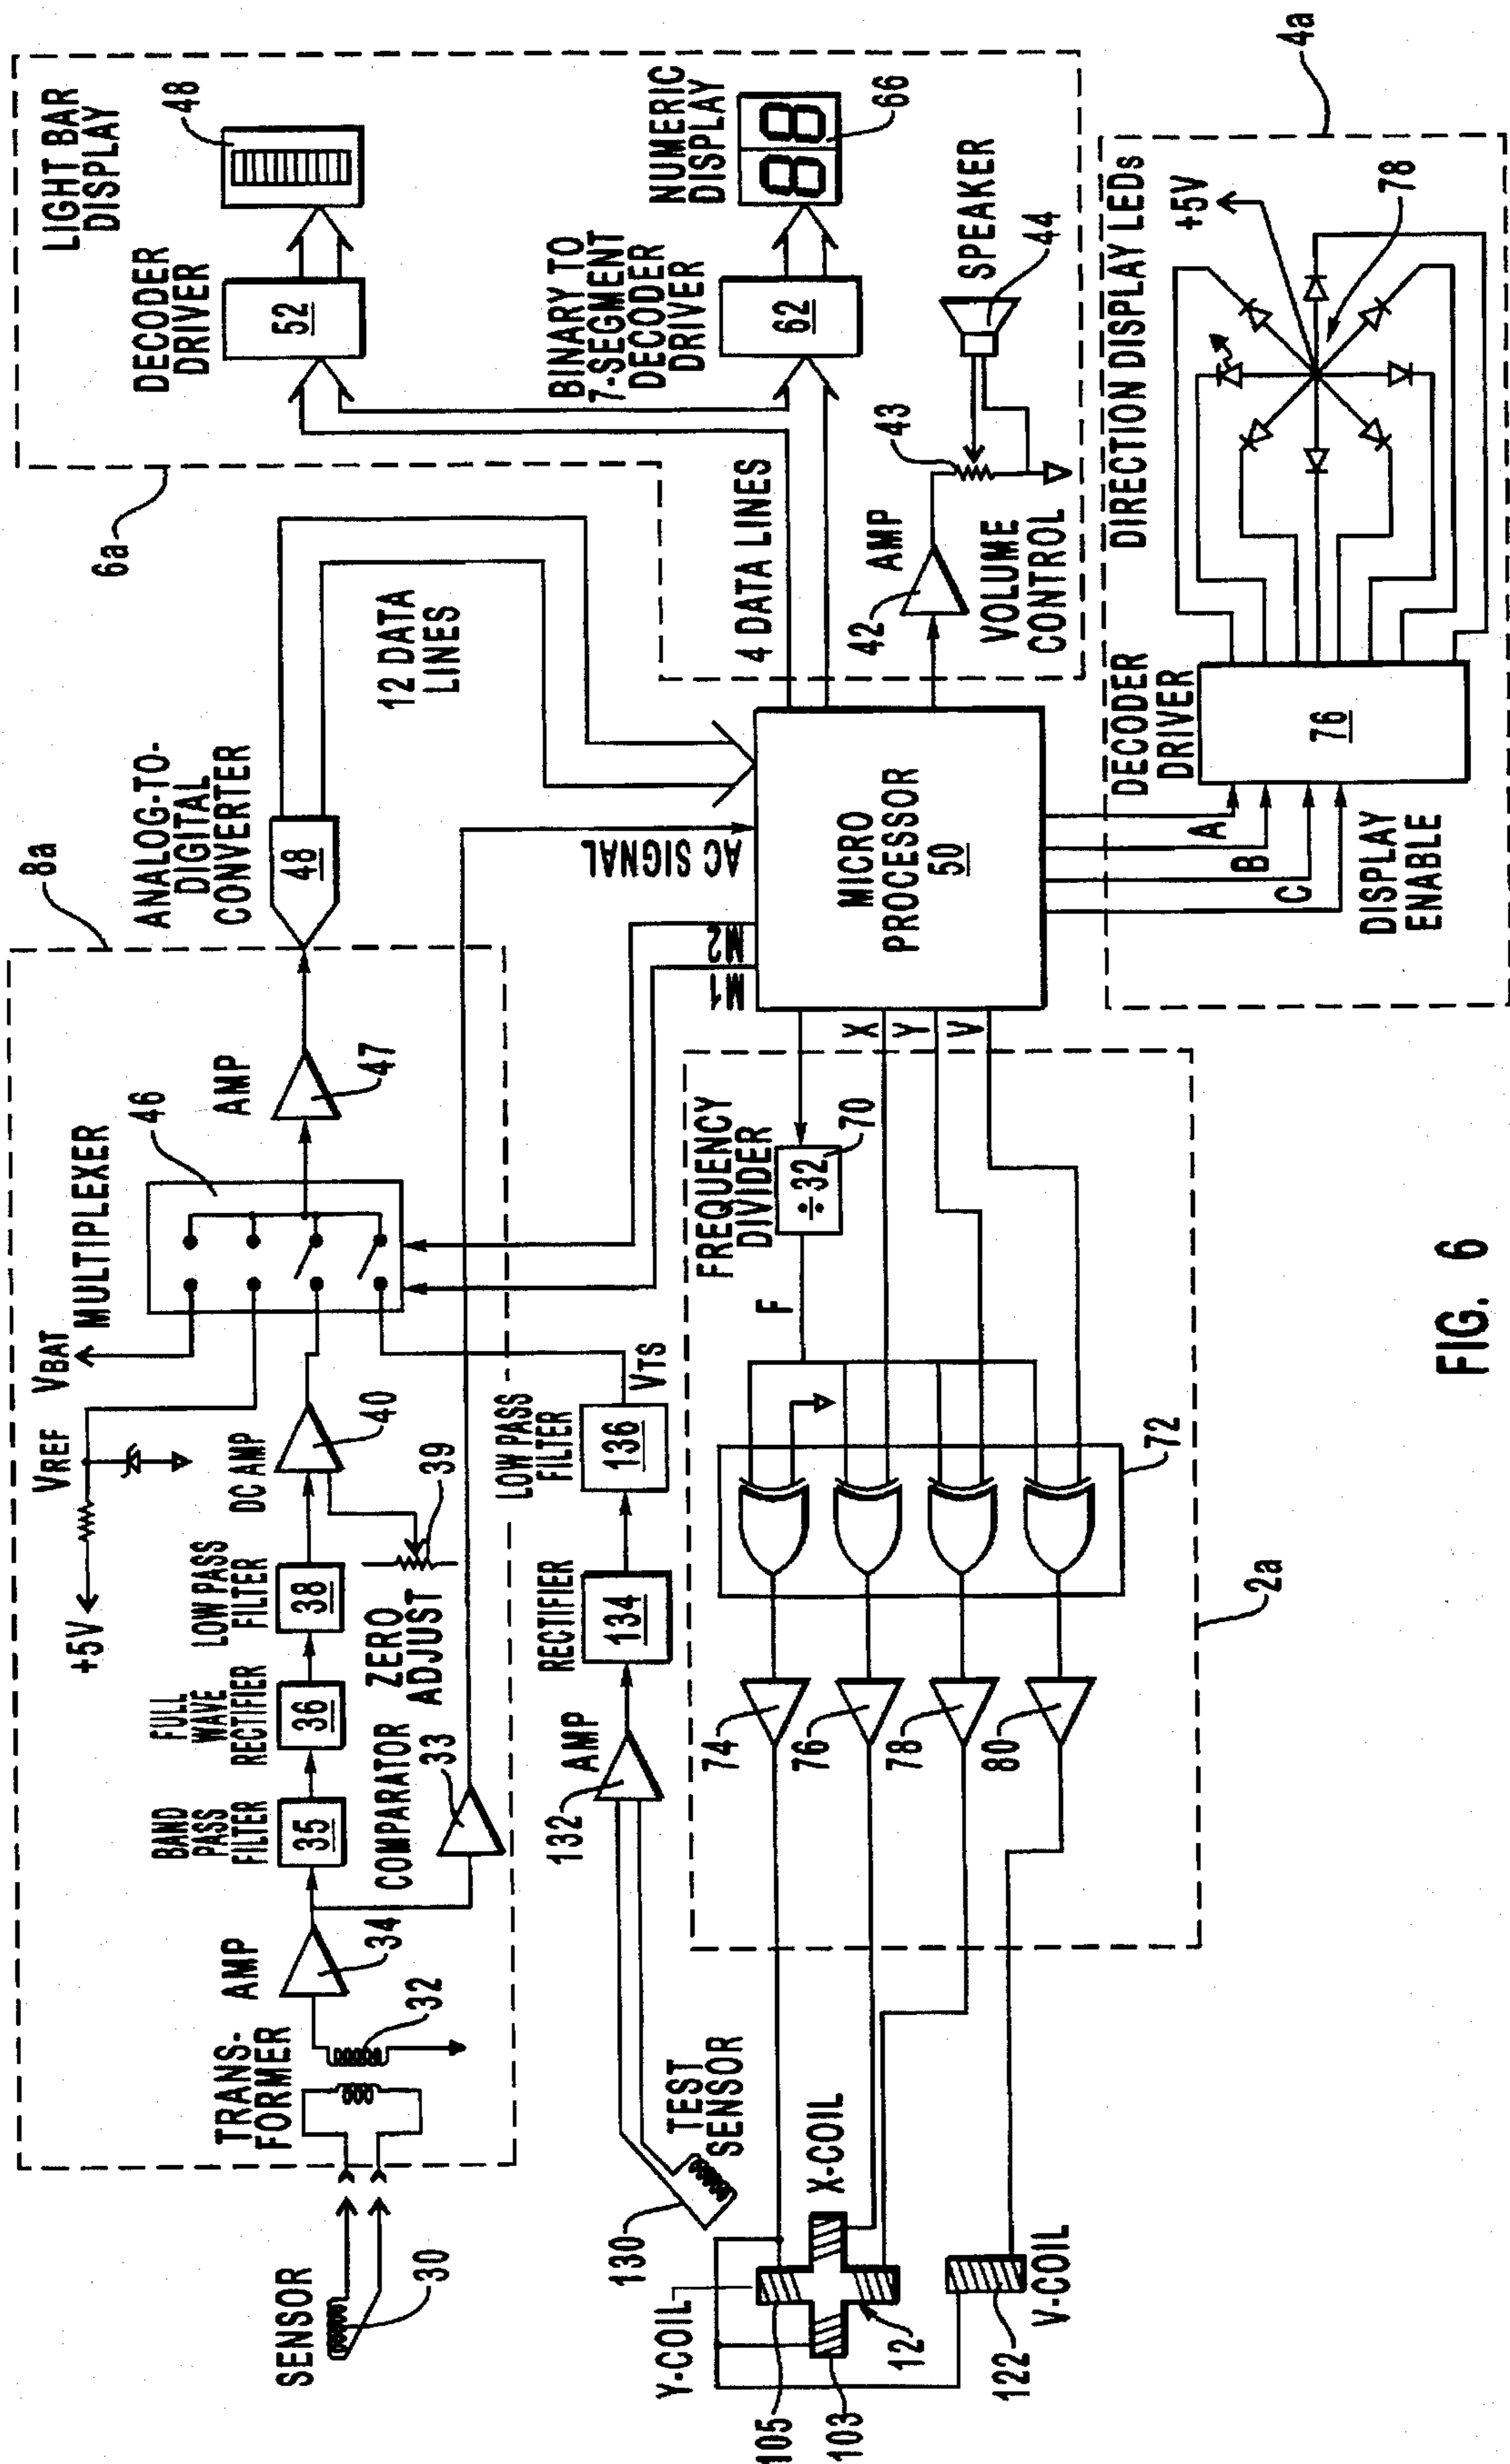 SENSOR
30
TRANS-
FORMER
32
AMP
34
BAND
PASS
FILTER
35
FULL
WAVE
RECTIFIER
36
LOW PASS
FILTER
38
DC AMP
40
ZERO
ADJUST
39
COMPARATOR
33
+5V
VREF
VBAT
MULTIPLEXER
46
AMP
47
8a
ANALOG-TO-
DIGITAL
CONVERTER
48
12 DATA
LINES
6a
LIGHT BAR
DISPLAY
48
DECODER
DRIVER
52
BINARY TO
7-SEGMENT
DECODER
DRIVER
62
NUMERIC
DISPLAY
88
66
4 DATA LINES
AMP
42
43
VOLUME
CONTROL
SPEAKER
44
130
TEST
SENSOR
132
AMP
RECTIFIER
134
LOW PASS
FILTER
136
VTS
M1
M2
AC SIGNAL
MICRO
PROCESSOR
50
X
Y
V
FREQUENCY
DIVIDER
÷32
70
F
72
74
76
78
80
2a
Y-COIL
105
103
X-COIL
12
122
V-COIL
A
B
C
DISPLAY
ENABLE
DECODER
DRIVER
76
DIRECTION DISPLAY LEDs
+5V
78
4a
FIG. 6